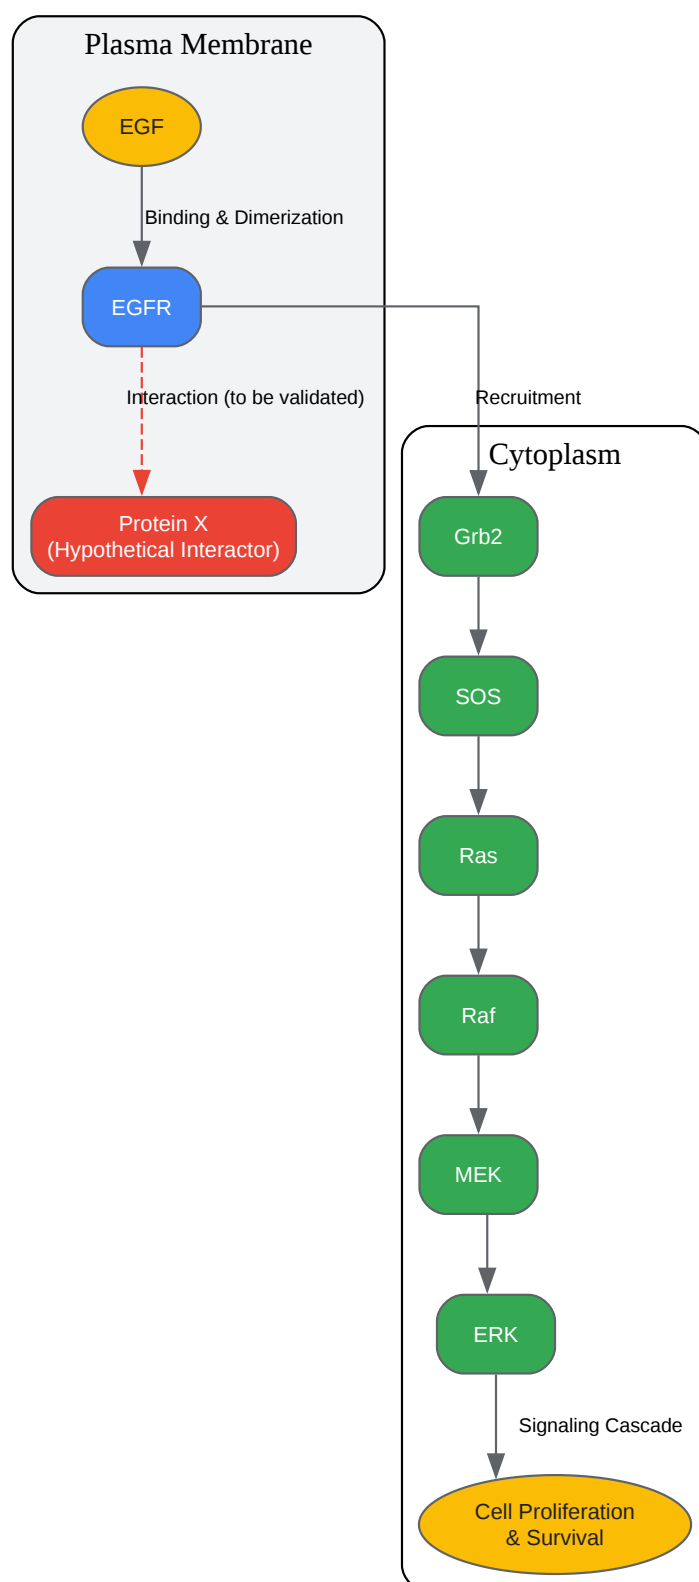 Plasma Membrane
EGF
Binding & Dimerization
EGFR
Interaction (to be validated)
Recruitment
Protein X
(Hypothetical Interactor)
Cytoplasm
Grb2
SOS
Ras
Raf
MEK
ERK
Signaling Cascade
Cell Proliferation
& Survival